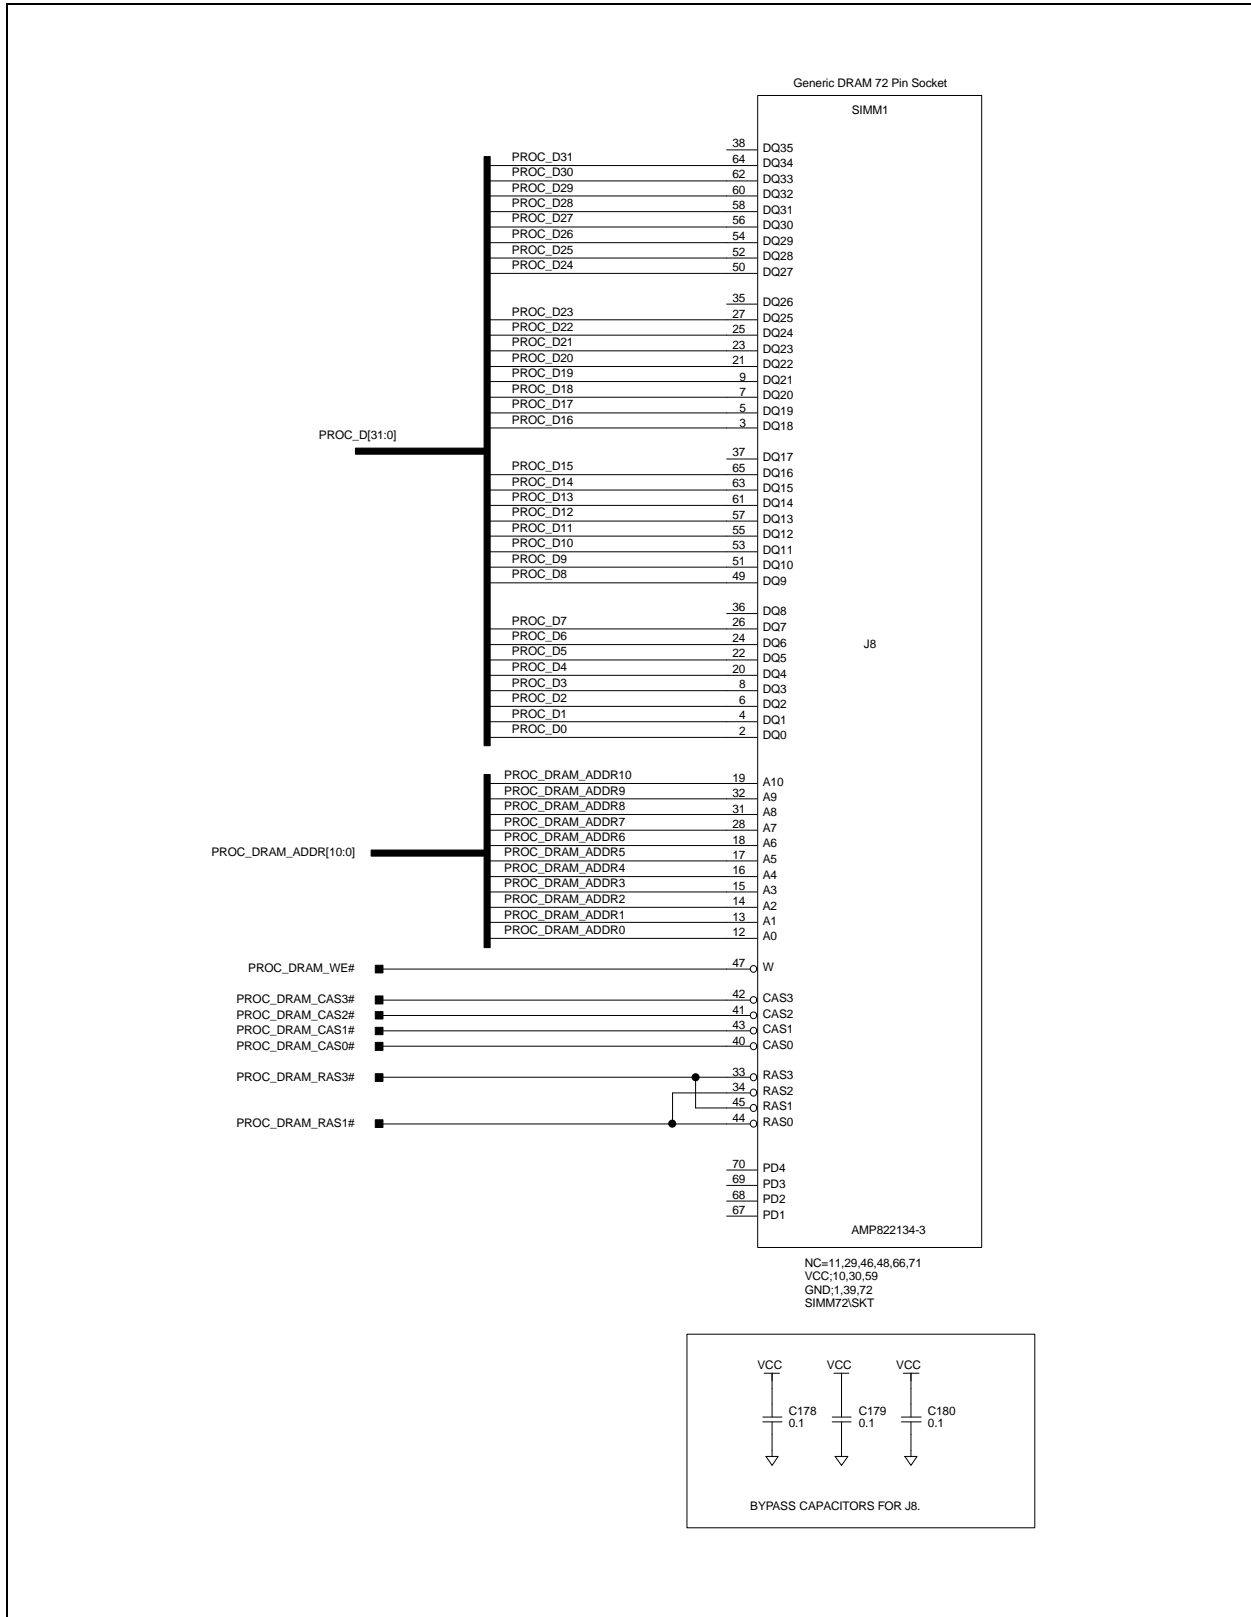 Generic DRAM 72 Pin Socket
SIMM1
38 DQ35
PROC_D31 64 DQ34
PROC_D30 62 DQ33
PROC_D29 60 DQ32
PROC_D28 58 DQ31
PROC_D27 56 DQ30
PROC_D26 54 DQ29
PROC_D25 52 DQ28
PROC_D24 50 DQ27
35 DQ26
PROC_D23 27 DQ25
PROC_D22 25 DQ24
PROC_D21 23 DQ23
PROC_D20 21 DQ22
PROC_D19 9 DQ21
PROC_D18 7 DQ20
PROC_D17 5 DQ19
PROC_D16 3 DQ18
PROC_D[31:0]
37 DQ17
PROC_D15 65 DQ16
PROC_D14 63 DQ15
PROC_D13 61 DQ14
PROC_D12 57 DQ13
PROC_D11 55 DQ12
PROC_D10 53 DQ11
PROC_D9 51 DQ10
PROC_D8 49 DQ9
36 DQ8
PROC_D7 26 DQ7
PROC_D6 24 DQ6
J8
PROC_D5 22 DQ5
PROC_D4 20 DQ4
PROC_D3 8 DQ3
PROC_D2 6 DQ2
PROC_D1 4 DQ1
PROC_D0 2 DQ0
PROC_DRAM_ADDR10 19 A10
PROC_DRAM_ADDR9 32 A9
PROC_DRAM_ADDR8 31 A8
PROC_DRAM_ADDR7 28 A7
PROC_DRAM_ADDR6 18 A6
PROC_DRAM_ADDR[10:0]
PROC_DRAM_ADDR5 17 A5
PROC_DRAM_ADDR4 16 A4
PROC_DRAM_ADDR3 15 A3
PROC_DRAM_ADDR2 14 A2
PROC_DRAM_ADDR1 13 A1
PROC_DRAM_ADDR0 12 A0
PROC_DRAM_WE# 47 W
PROC_DRAM_CAS3# 42 CAS3
PROC_DRAM_CAS2# 41 CAS2
PROC_DRAM_CAS1# 43 CAS1
PROC_DRAM_CAS0# 40 CAS0
PROC_DRAM_RAS3# 33 RAS3
34 RAS2
45 RAS1
PROC_DRAM_RAS1# 44 RAS0
70 PD4
69 PD3
68 PD2
67 PD1
AMP822134-3
NC=11,29,46,48,66,71
VCC;10,30,59
GND;1,39,72
SIMM72\SKT
VCC VCC VCC
C178 C179 C180
0.1 0.1 0.1
BYPASS CAPACITORS FOR J8.